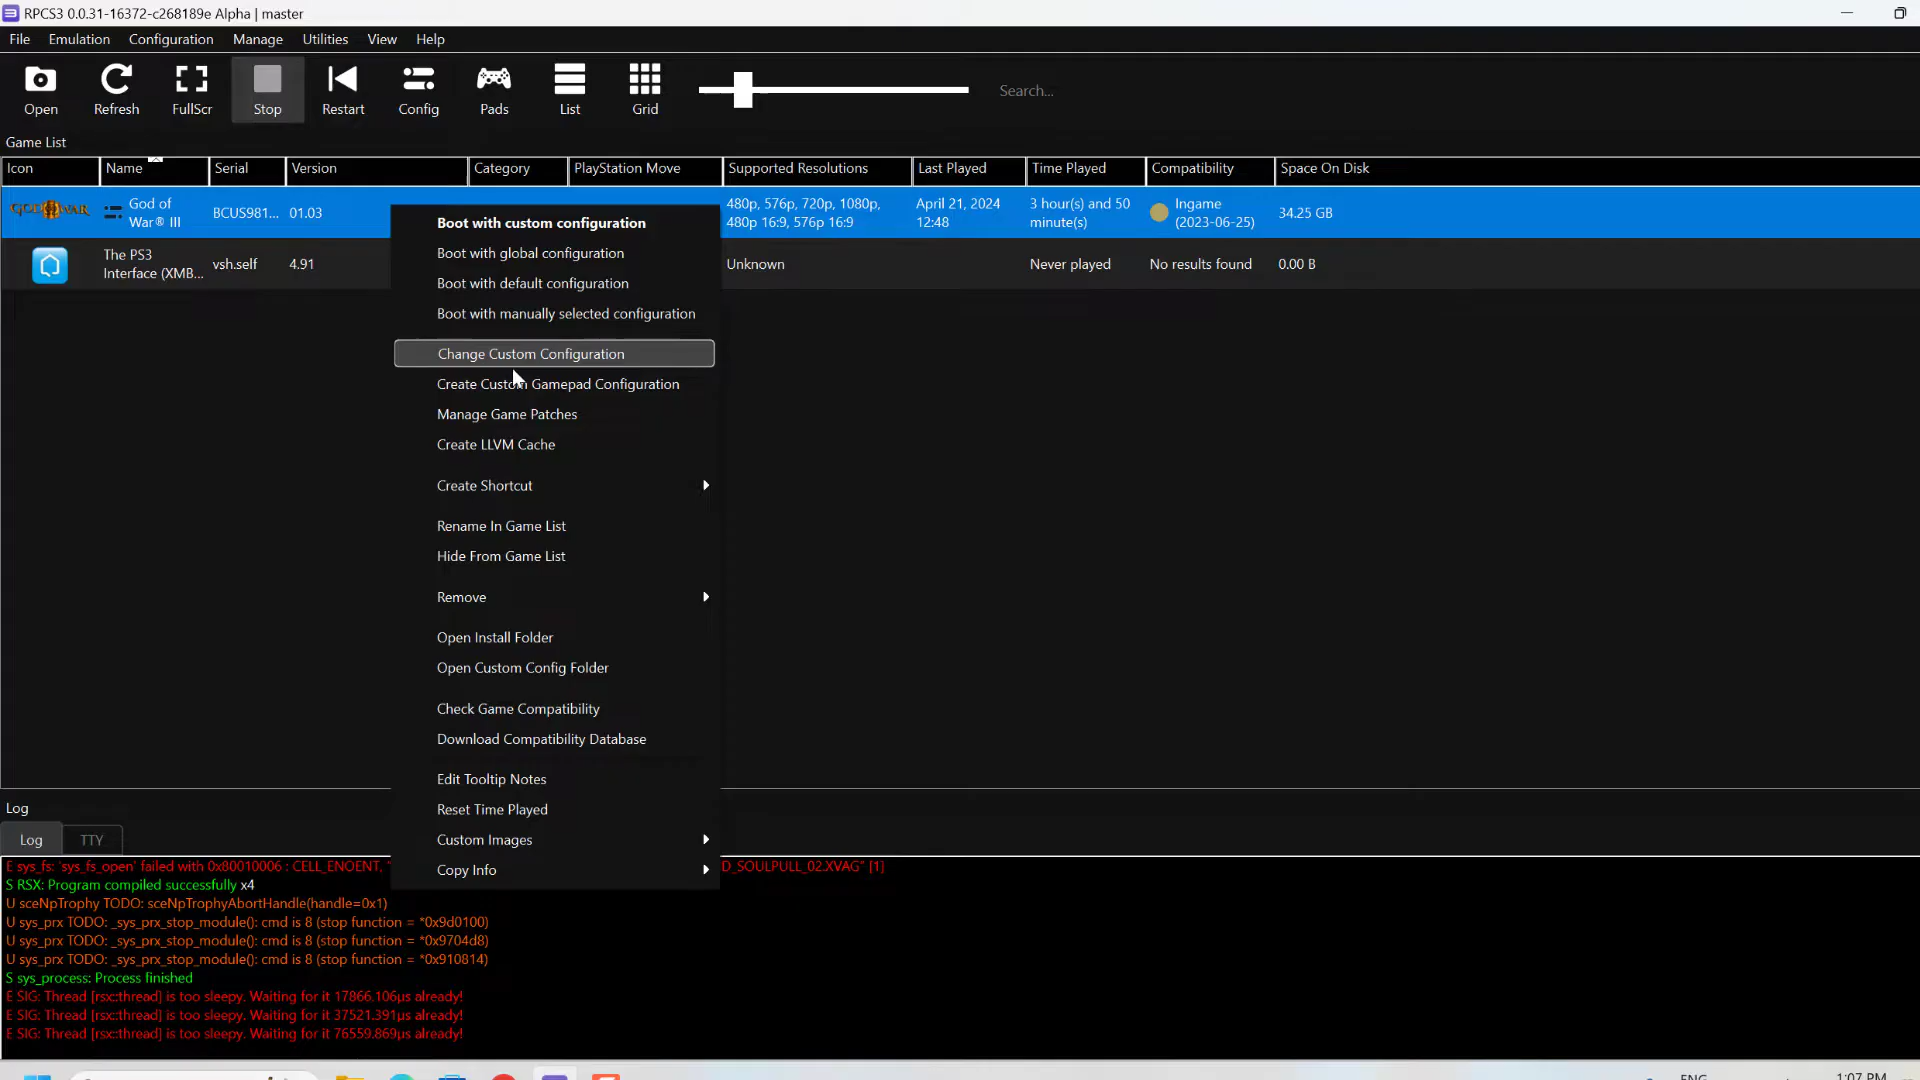 RPCS3 0.0.31-16372-c268189e Alpha | master
File Emulation Configuration Manage Utilities View Help
Open Refresh FullScr Stop Restart Config Pads List Grid Search...
Game List
Icon Name Serial Version Category PlayStation Move Supported Resolutions Last Played Time Played Compatibility Space On Disk
GOD WAR
God of
War® III
BCUS981... 01.03
480p, 576p, 720p, 1080p,
480p 16:9, 576p 16:9
April 21, 2024
12:48
3 hour(s) and 50
minute(s)
Ingame
(2023-06-25)
34.25 GB
The PS3
Interface (XMB...
vsh.self 4.91
Unknown Never played No results found 0.00 B
Boot with custom configuration
Boot with global configuration
Boot with default configuration
Boot with manually selected configuration
Change Custom Configuration
Create Custom Gamepad Configuration
Manage Game Patches
Create LLVM Cache
Create Shortcut
Rename In Game List
Hide From Game List
Remove
Open Install Folder
Open Custom Config Folder
Check Game Compatibility
Download Compatibility Database
Edit Tooltip Notes
Reset Time Played
Custom Images
Copy Info
Log
Log TTY
E sys_fs: 'sys_fs_open' failed with 0x80010006 : CELL_ENOENT, " D_SOULPULL_02.XVAG" [1]
S RSX: Program compiled successfully x4
U sceNpTrophy TODO: sceNpTrophyAbortHandle(handle=0x1)
U sys_prx TODO: _sys_prx_stop_module(): cmd is 8 (stop function = *0x9d0100)
U sys_prx TODO: _sys_prx_stop_module(): cmd is 8 (stop function = *0x9704d8)
U sys_prx TODO: _sys_prx_stop_module(): cmd is 8 (stop function = *0x910814)
S sys_process: Process finished
E SIG: Thread [rsx::thread] is too sleepy. Waiting for it 17866.106µs already!
E SIG: Thread [rsx::thread] is too sleepy. Waiting for it 37521.391µs already!
E SIG: Thread [rsx::thread] is too sleepy. Waiting for it 76559.869µs already!
ENG 1:07 PM